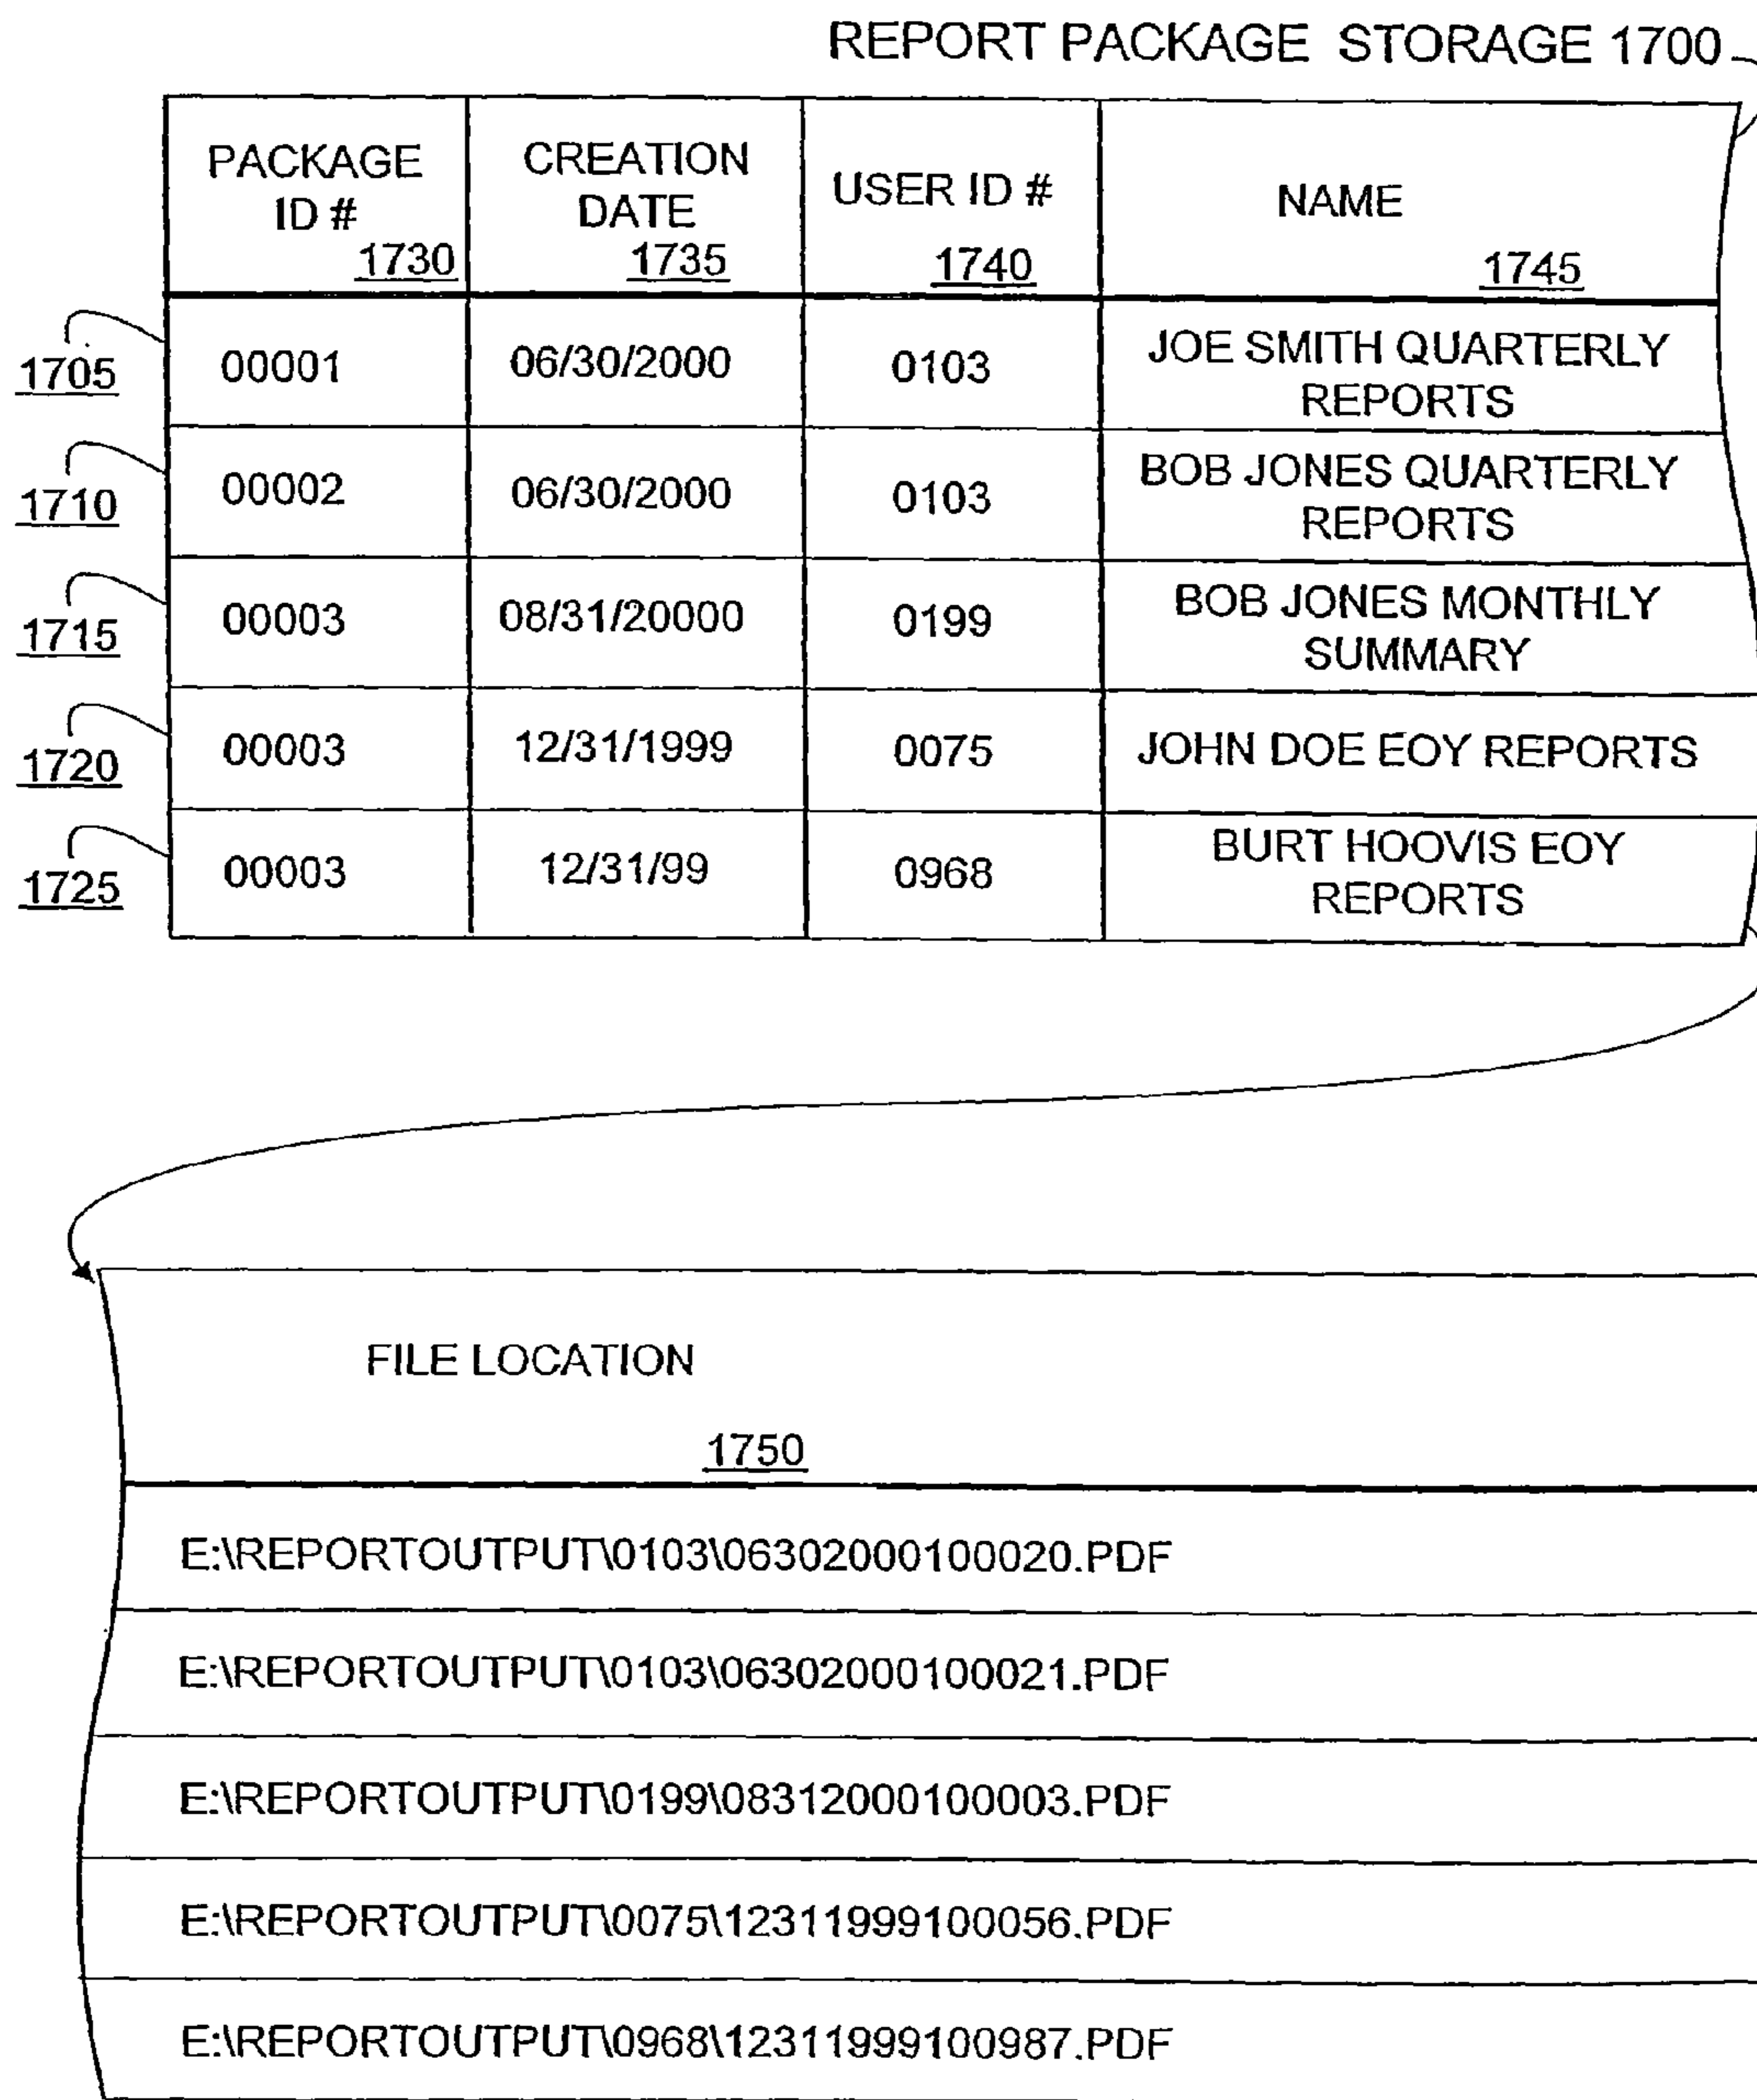 REPORT PACKAGE STORAGE 1700
PACKAGE
ID #
1730
CREATION
DATE
1735
USER ID #
1740
NAME
1745
1705
00001
06/30/2000
0103
JOE SMITH QUARTERLY
REPORTS
1710
00002
06/30/2000
0103
BOB JONES QUARTERLY
REPORTS
1715
00003
08/31/20000
0199
BOB JONES MONTHLY
SUMMARY
1720
00003
12/31/1999
0075
JOHN DOE EOY REPORTS
1725
00003
12/31/99
0968
BURT HOOVIS EOY
REPORTS
FILE LOCATION
1750
E:\REPORTOUTPUT\0103\06302000100020.PDF
E:\REPORTOUTPUT\0103\06302000100021.PDF
E:\REPORTOUTPUT\0199\08312000100003.PDF
E:\REPORTOUTPUT\0075\12311999100056.PDF
E:\REPORTOUTPUT\0968\12311999100987.PDF